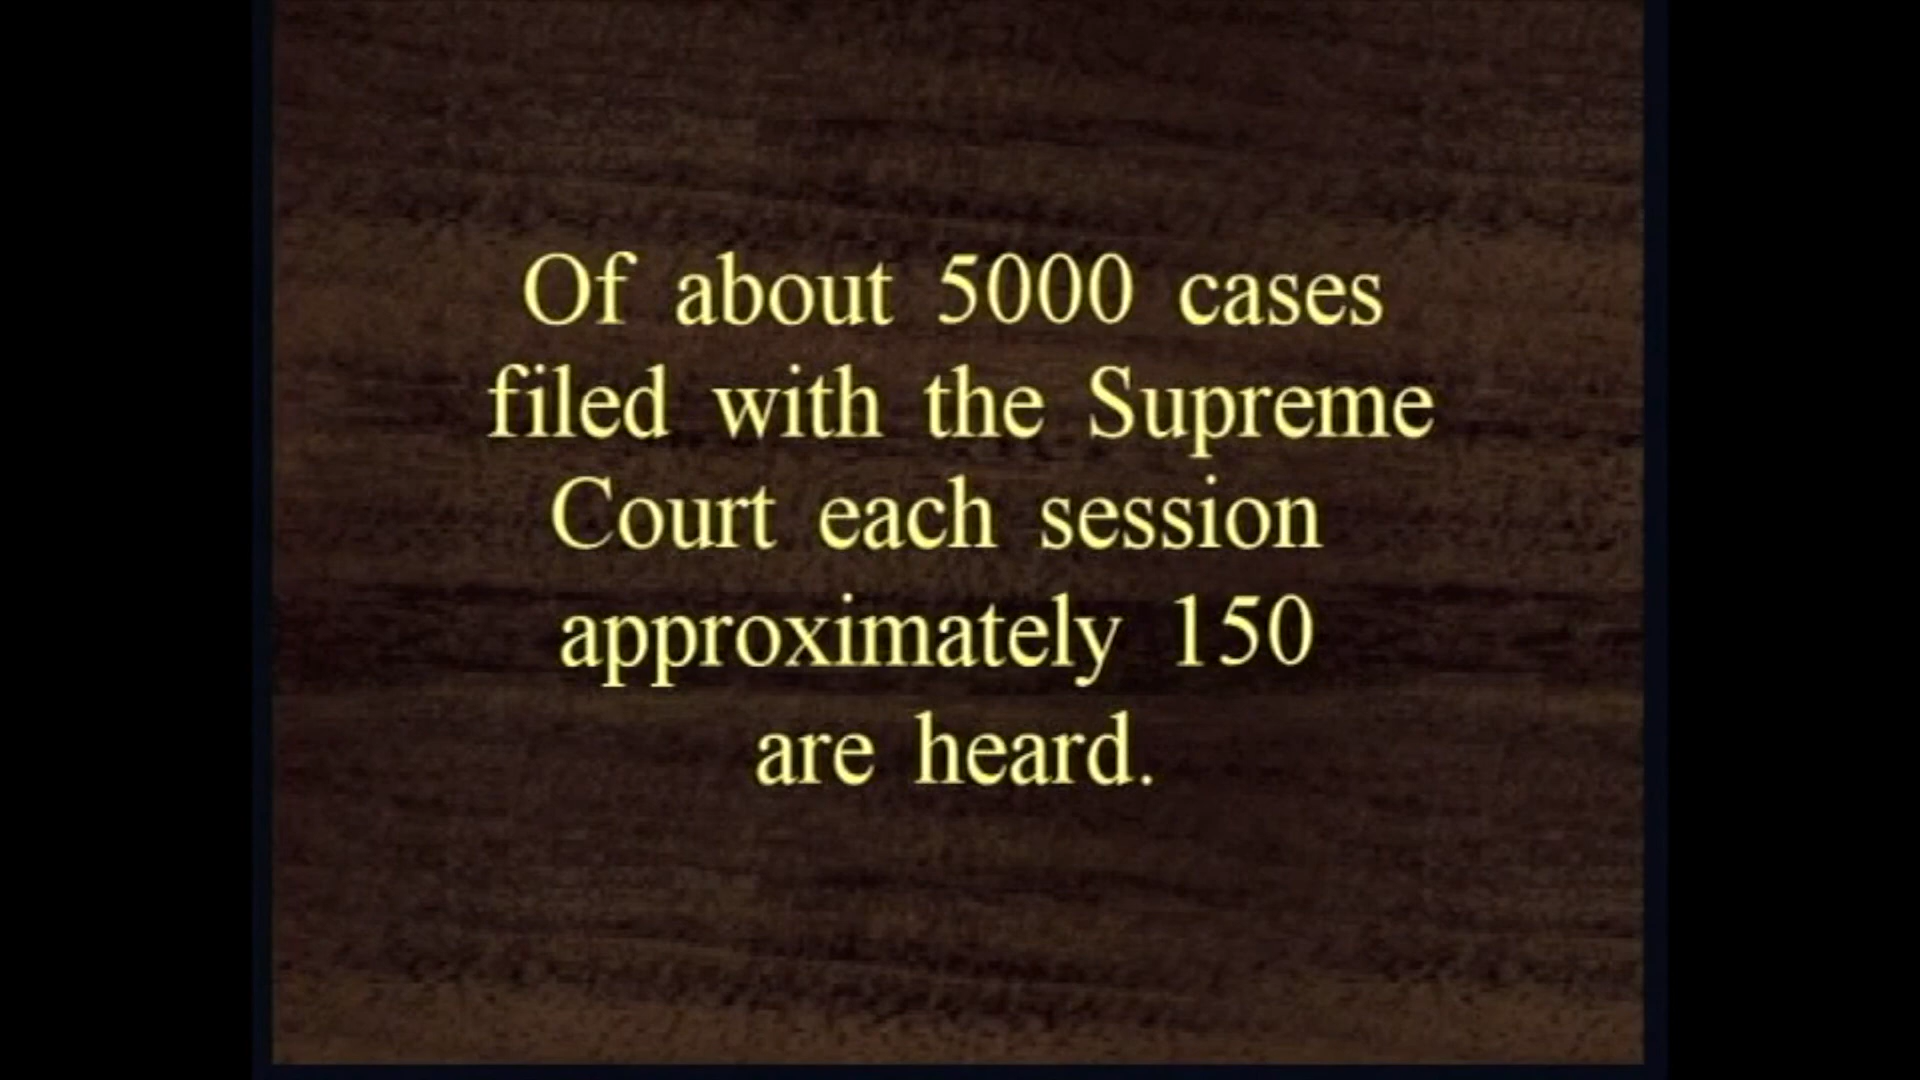 Of about 5000 cases
filed with the Supreme
Court each session
approximately 150
are heard.